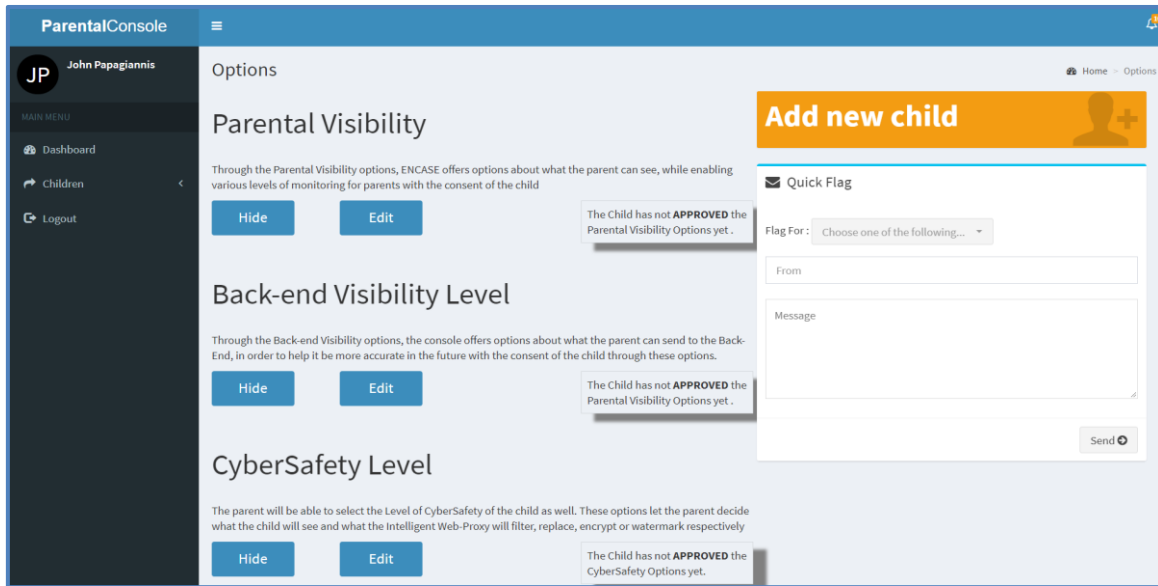 ParentalConsole
JP
John Papagiannis
MAIN MENU
Dashboard
Children
Logout
Options
Home > Options
Parental Visibility
Through the Parental Visibility options, ENCASE offers options about what the parent can see, while enabling
various levels of monitoring for parents with the consent of the child
Hide
Edit
The Child has not APPROVED the
Parental Visibility Options yet .
Back-end Visibility Level
Through the Back-end Visibility options, the console offers options about what the parent can send to the Back-
End, in order to help it be more accurate in the future with the consent of the child through these options.
Hide
Edit
The Child has not APPROVED the
Parental Visibility Options yet .
CyberSafety Level
The parent will be able to select the Level of CyberSafety of the child as well. These options let the parent decide
what the child will see and what the Intelligent Web-Proxy will filter, replace, encrypt or watermark respectively
Hide
Edit
The Child has not APPROVED the
CyberSafety Options yet.
Add new child
Quick Flag
Flag For :
Choose one of the following...
From
Message
Send